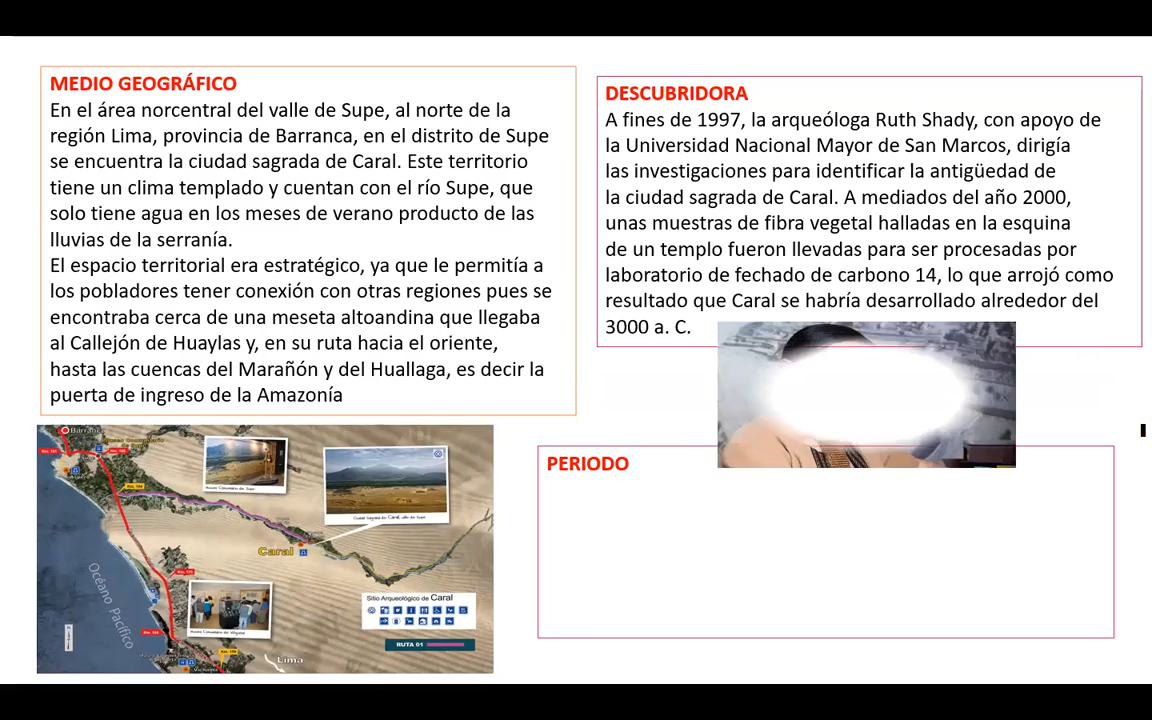 MEDIO GEOGRÁFICO
En el área norcentral del valle de Supe, al norte de la
región Lima, provincia de Barranca, en el distrito de Supe
se encuentra la ciudad sagrada de Caral. Este territorio
tiene un clima templado y cuentan con el río Supe, que
solo tiene agua en los meses de verano producto de las
lluvias de la serranía.
El espacio territorial era estratégico, ya que le permitía a
los pobladores tener conexión con otras regiones pues se
encontraba cerca de una meseta altoandina que llegaba
al Callejón de Huaylas y, en su ruta hacia el oriente,
hasta las cuencas del Marañón y del Huallaga, es decir la
puerta de ingreso de la Amazonía
DESCUBRIDORA
A fines de 1997, la arqueóloga Ruth Shady, con apoyo de
la Universidad Nacional Mayor de San Marcos, dirigía
las investigaciones para identificar la antigüedad de
la ciudad sagrada de Caral. A mediados del año 2000,
unas muestras de fibra vegetal halladas en la esquina
de un templo fueron llevadas para ser procesadas por
laboratorio de fechado de carbono 14, lo que arrojó como
resultado que Caral se habría desarrollado alrededor del
3000 a. C.
PERIODO
Caral
Océano Pacífico
Sitio Arqueológico de Caral
RUTA 01
Lima